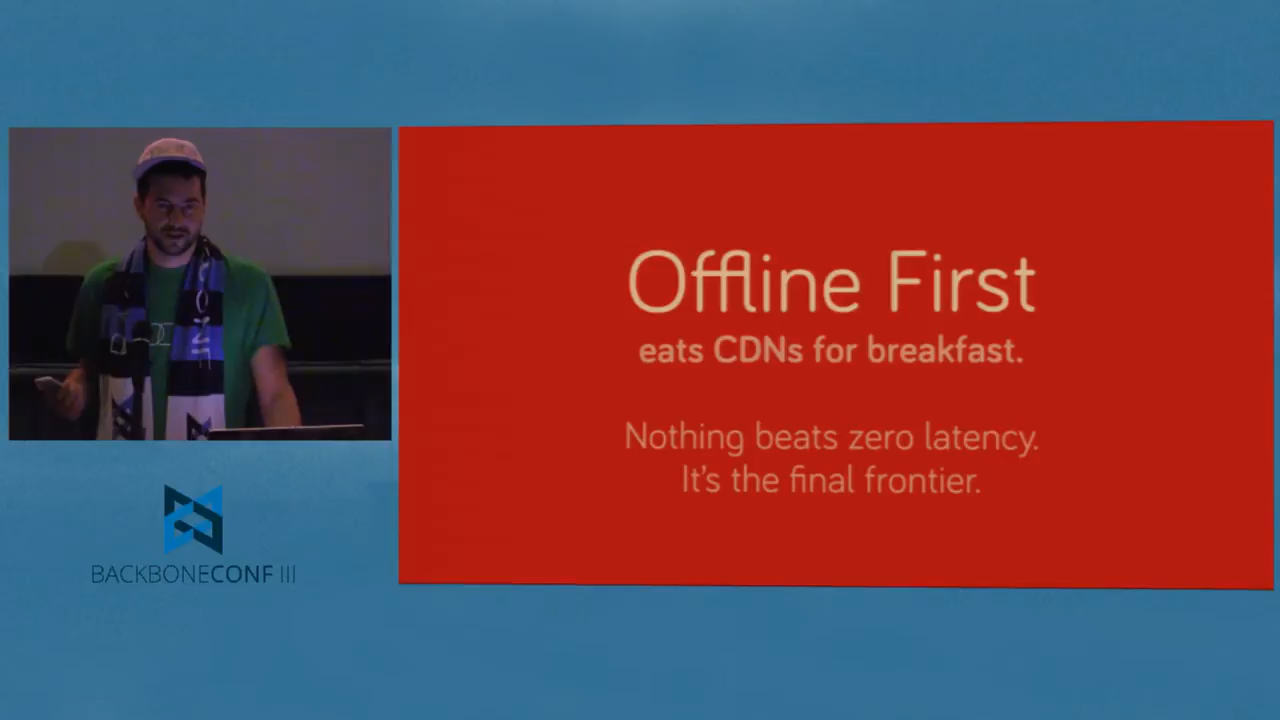 Offline First
eats CDNs for breakfast.
Nothing beats zero latency.
It's the final frontier.
BACKBONECONF III